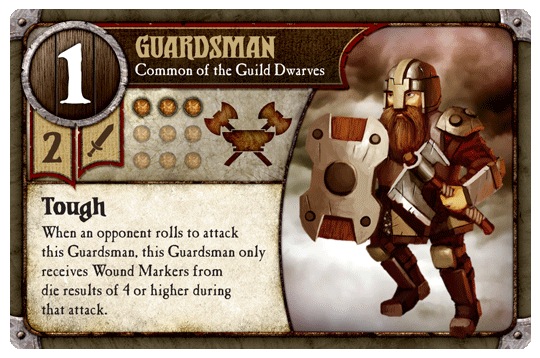 1
GUARDSMAN
Common of the Guild Dwarves
2
Tough
When an opponent rolls to attack
this Guardsman, this Guardsman only
receives Wound Markers from
die results of 4 or higher during
that attack.